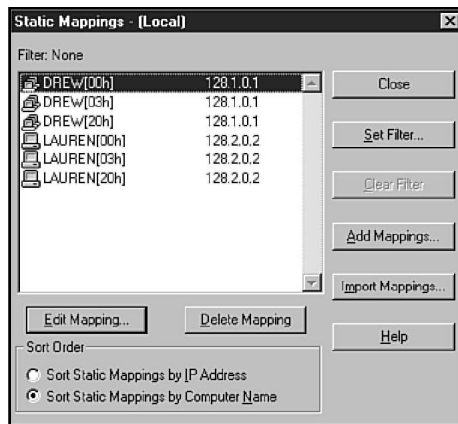 Static Mappings - (Local)
Filter: None
DREW[00h] 128.1.0.1
DREW[03h] 128.1.0.1
DREW[20h] 128.1.0.1
LAUREN[00h] 128.2.0.2
LAUREN[03h] 128.2.0.2
LAUREN[20h] 128.2.0.2
Close
Set Filter...
Clear Filter
Add Mappings...
Import Mappings...
Help
Edit Mapping...
Delete Mapping
Sort Order
Sort Static Mappings by IP Address
Sort Static Mappings by Computer Name